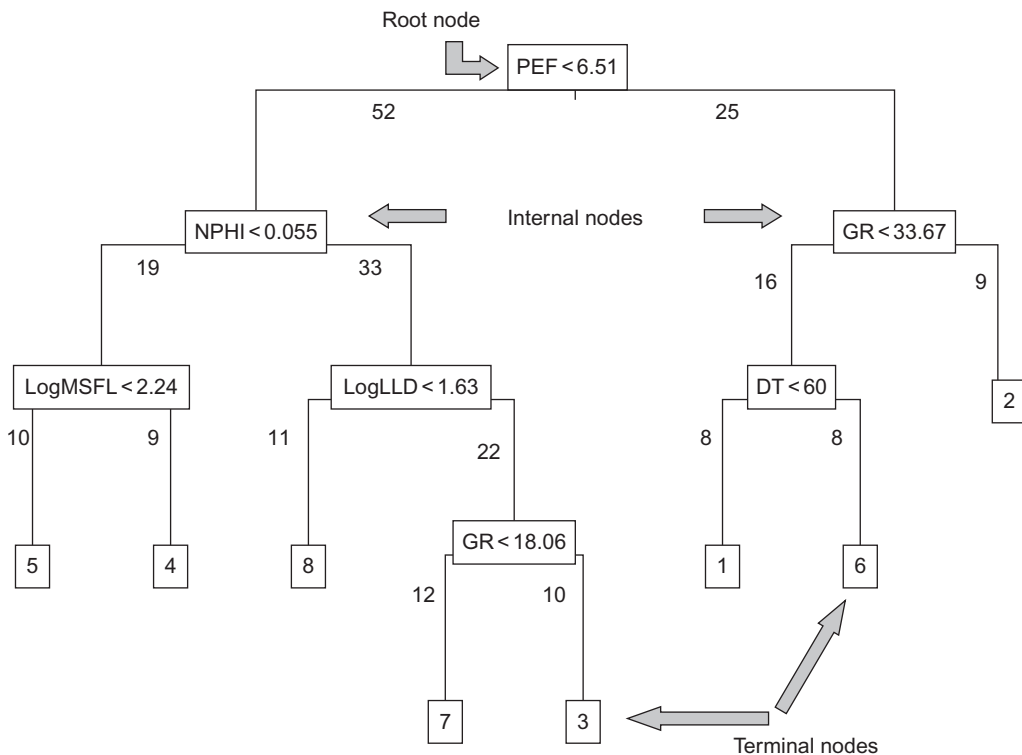 Root node
PEF < 6.51
52
25
NPHI < 0.055
Internal nodes
GR < 33.67
19
33
16
9
LogMSFL < 2.24
LogLLD < 1.63
DT < 60
2
10
9
11
22
8
8
5
4
8
GR < 18.06
1
6
12
10
7
3
Terminal nodes